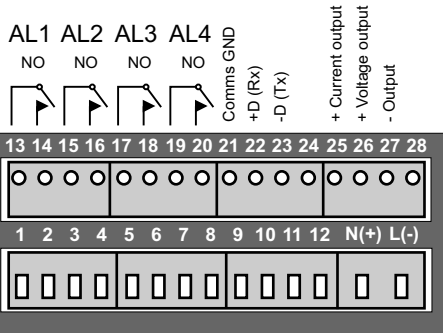 AL1 AL2 AL3 AL4
NO NO NO NO
Comms GND
+D (Rx)
-D (Tx)
+ Current output
+ Voltage output
- Output
13 14 15 16 17 18 19 20 21 22 23 24 25 26 27 28
1 2 3 4 5 6 7 8 9 10 11 12 N(+) L(-)